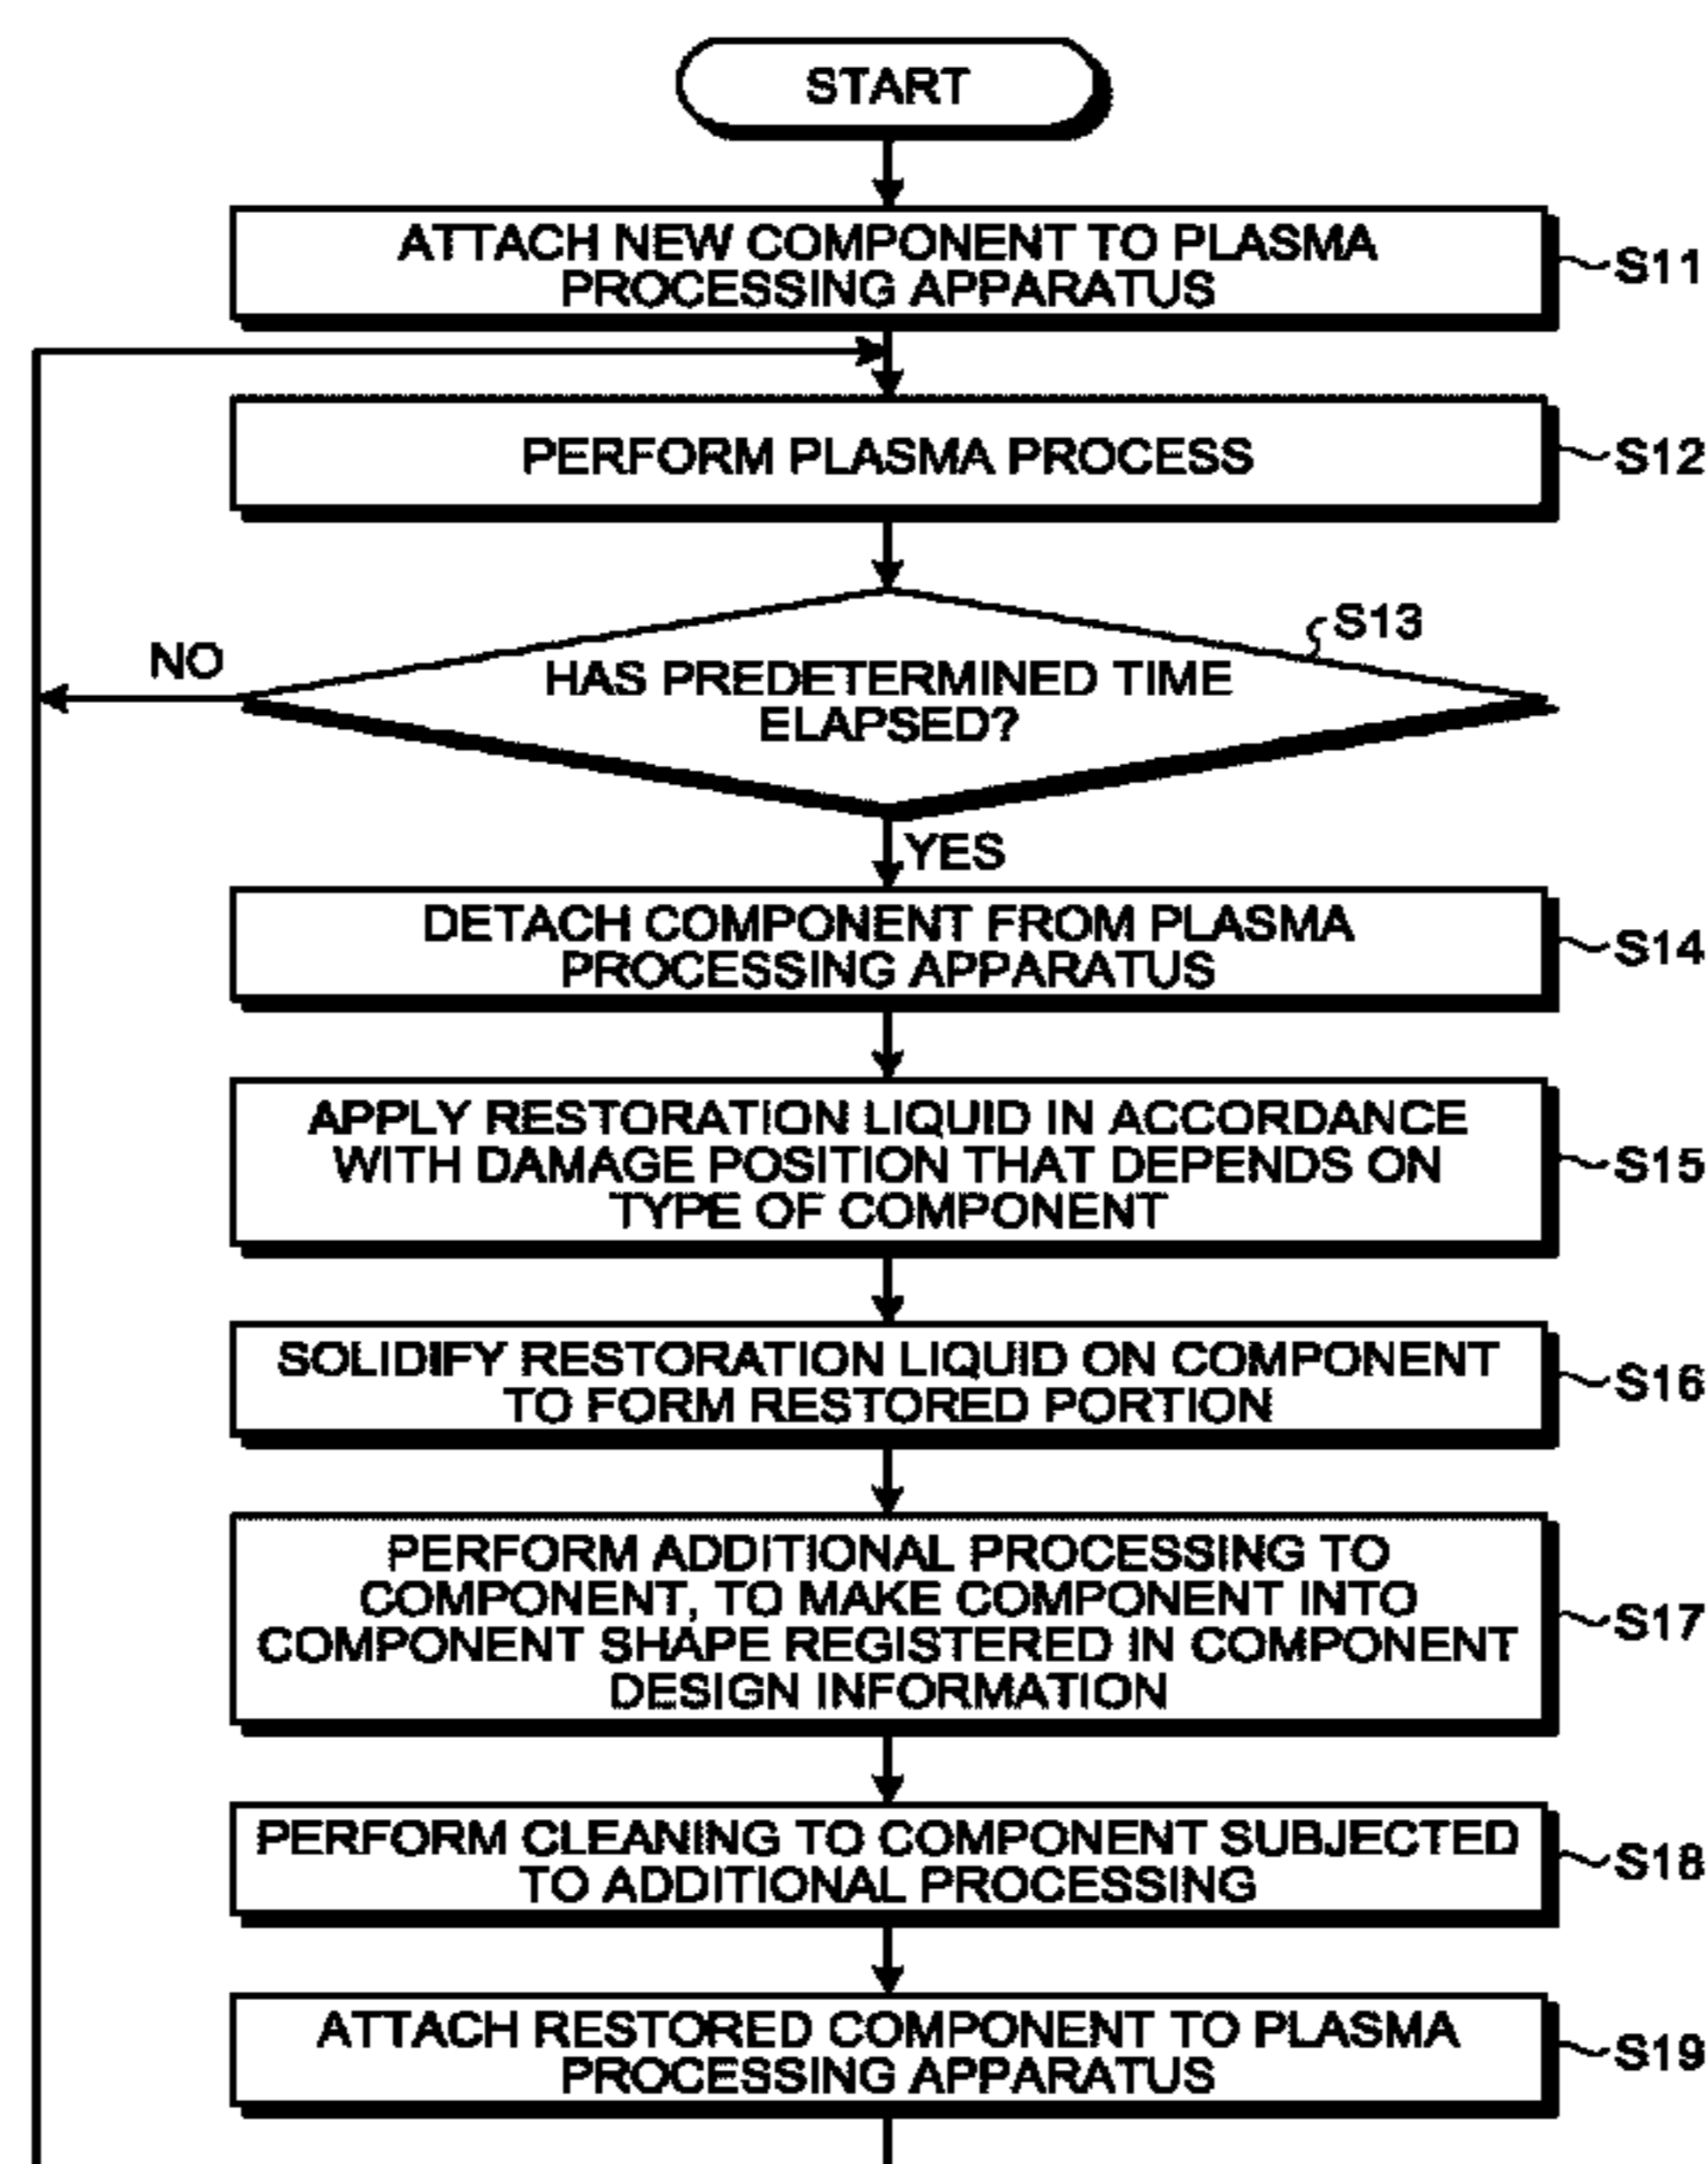 START
ATTACH NEW COMPONENT TO PLASMA
PROCESSING APPARATUS
S11
PERFORM PLASMA PROCESS
S12
S13
NO
HAS PREDETERMINED TIME
ELAPSED?
YES
DETACH COMPONENT FROM PLASMA
PROCESSING APPARATUS
S14
APPLY RESTORATION LIQUID IN ACCORDANCE
WITH DAMAGE POSITION THAT DEPENDS ON
TYPE OF COMPONENT
S15
SOLIDIFY RESTORATION LIQUID ON COMPONENT
TO FORM RESTORED PORTION
S16
PERFORM ADDITIONAL PROCESSING TO
COMPONENT, TO MAKE COMPONENT INTO
COMPONENT SHAPE REGISTERED IN COMPONENT
DESIGN INFORMATION
S17
PERFORM CLEANING TO COMPONENT SUBJECTED
TO ADDITIONAL PROCESSING
S18
ATTACH RESTORED COMPONENT TO PLASMA
PROCESSING APPARATUS
S19